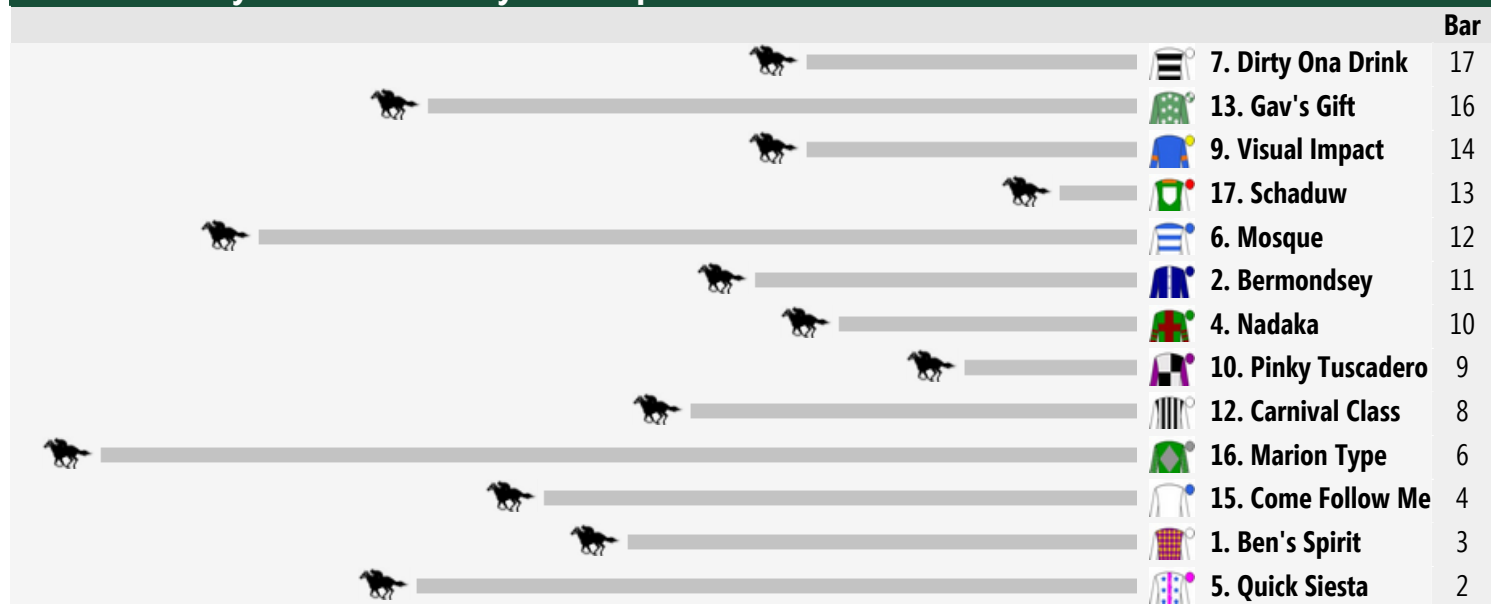 Bar
7. Dirty Ona Drink 17
13. Gav's Gift 16
9. Visual Impact 14
17. Schaduw 13
6. Mosque 12
2. Bermondsey 11
4. Nadaka 10
10. Pinky Tuscadero 9
12. Carnival Class 8
16. Marion Type 6
15. Come Follow Me 4
1. Ben's Spirit 3
5. Quick Siesta 2